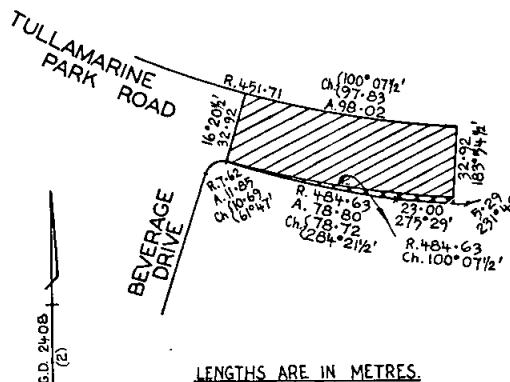 TULLAMARINE
PARK ROAD
R.451.71
Ch.{100° 07½'
{97.83
A.98.02
16° 20½'
32.92
32.92
183° 54½'
R.7.62
A.11.85
Ch{10.69
{61° 47'
R. 484.63
A. 78.80
Ch{78.72
{284° 21½'
23.00
275° 29'
5.29
R.484.63
Ch. 100° 07½'
BEVERAGE
DRIVE
G.D. 2408
(2)
LENGTHS ARE IN METRES.